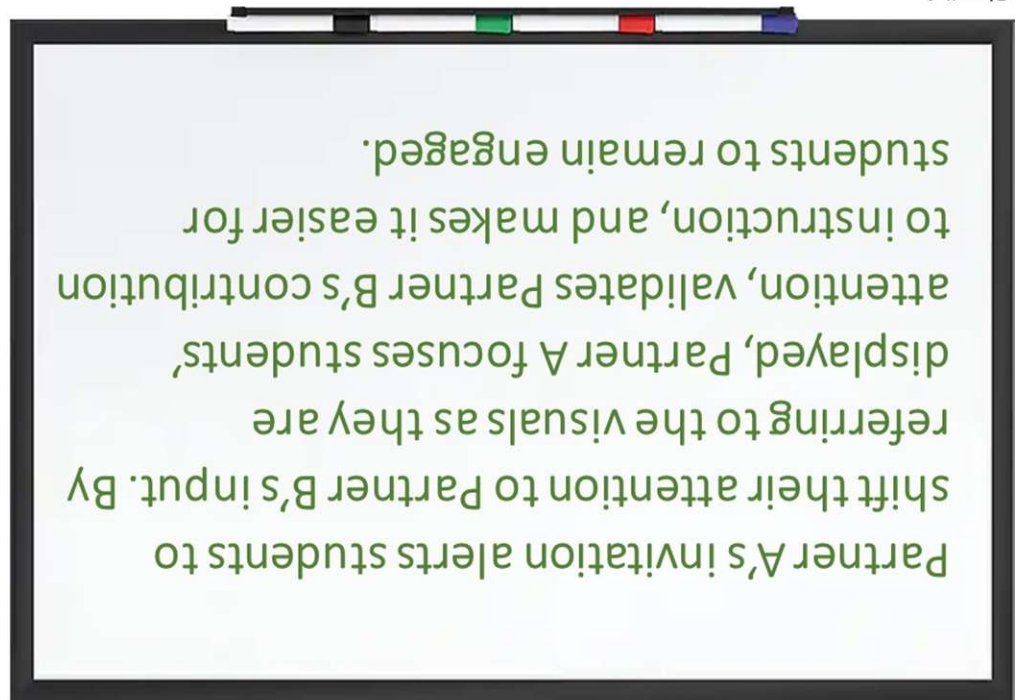 Partner A's invitation alerts students to
shift their attention to Partner B's input. By
referring to the visuals as they are
displayed, Partner A focuses students'
attention, validates Partner B's contribution
to instruction, and makes it easier for
students to remain engaged.